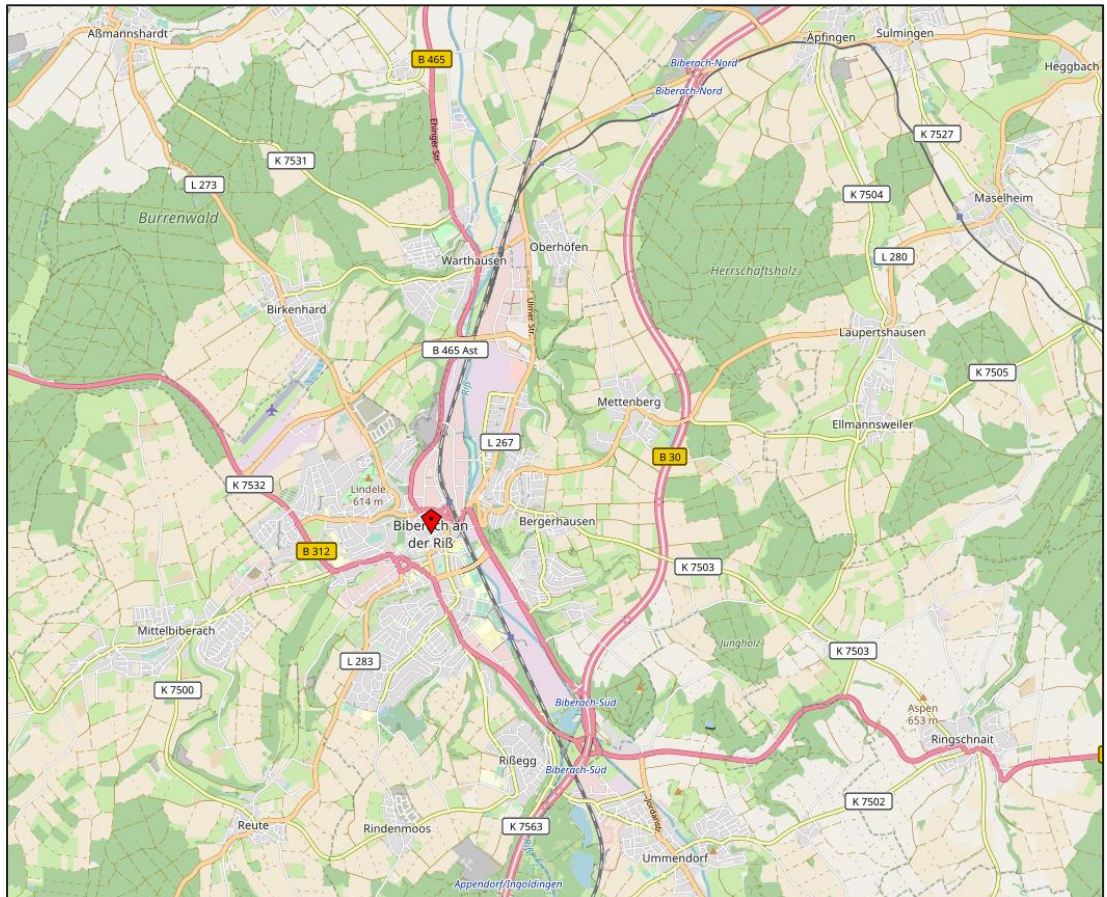 Aßmannshardt
B 465
Biberach-Nord
Biberach-Nord
Äpfingen
Sulmingen
Heggbach
Ehinger Str.
K 7531
K 7527
L 273
K 7504
Maselheim
Burrenwald
Warthausen
Oberhöfen
Herrschaftsholz
L 280
Birkenhard
Ulmer Str.
Laupertshausen
B 465 Ast
Riß
K 7505
Mettenberg
Ellmannsweiler
L 267
B 30
K 7532
Lindele
614 m
Biberach an
der Riß
Bergerhausen
B 312
K 7503
Mittelbiberach
Jungholz
K 7503
L 283
K 7500
Biberach-Süd
Aspen
653 m
Ringschnait
Rißegg
Biberach-Süd
Jordanstr.
K 7502
Reute
Rindenmoos
K 7563
Riß
Ummendorf
Appendorf/Ingoldingen